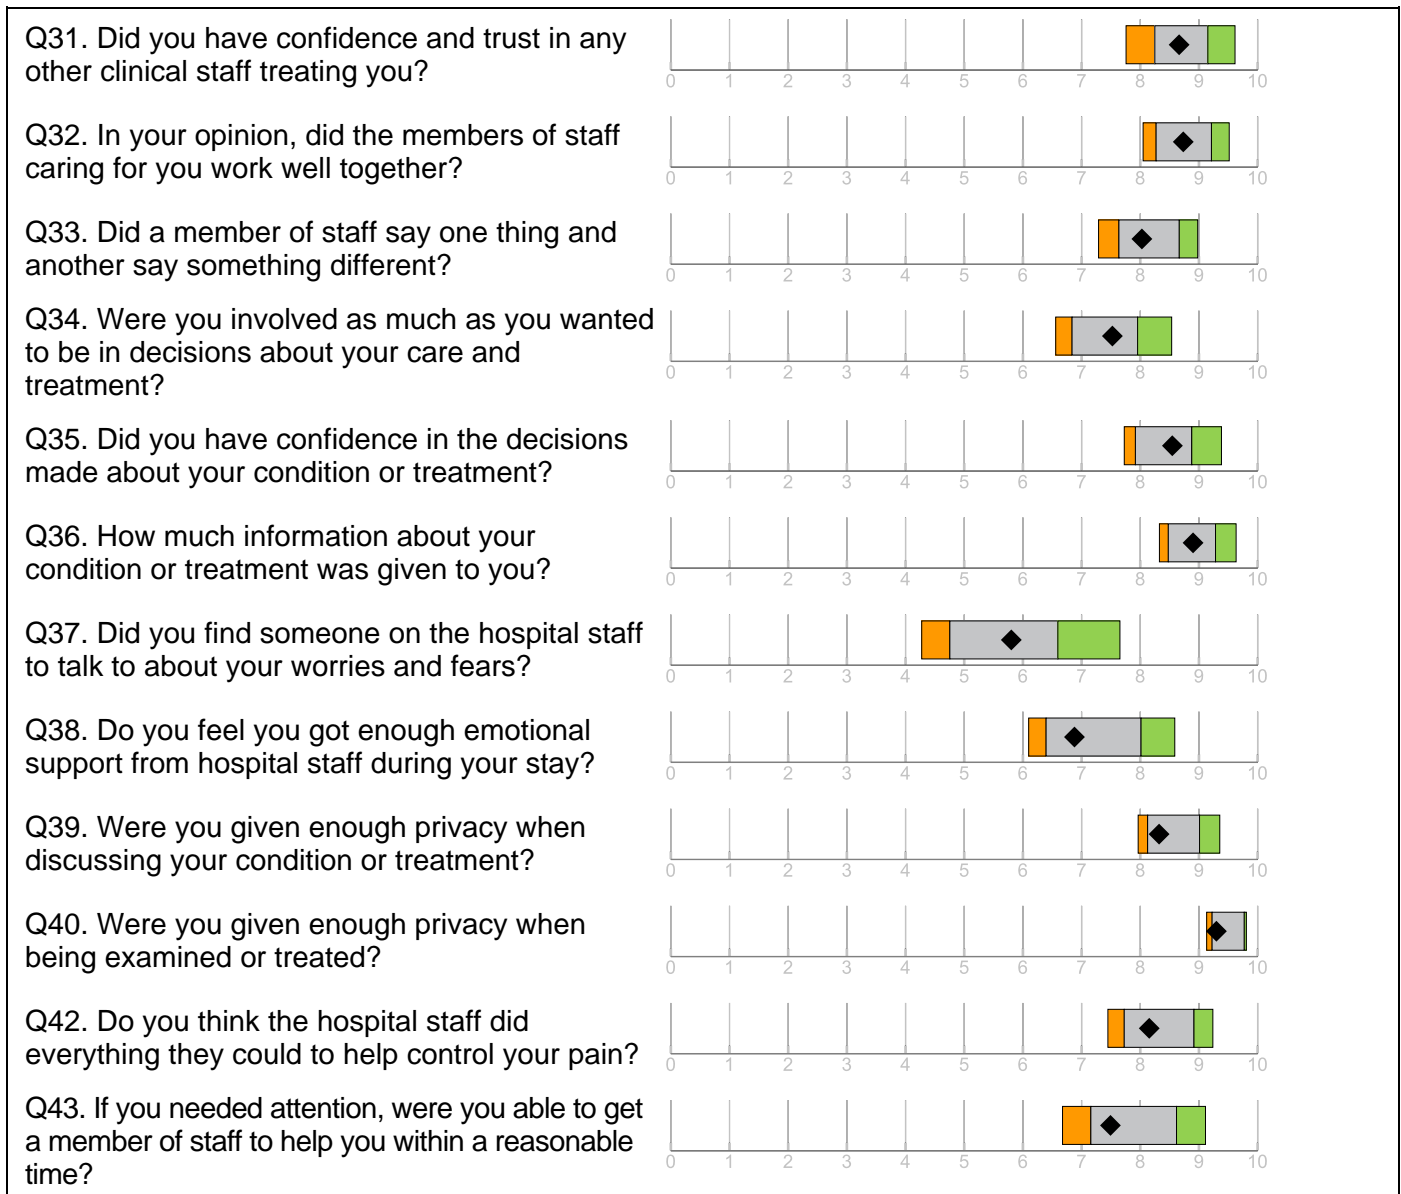 Q31. Did you have confidence and trust in any
other clinical staff treating you?
0 1 2 3 4 5 6 7 8 9 10
Q32. In your opinion, did the members of staff
caring for you work well together?
0 1 2 3 4 5 6 7 8 9 10
Q33. Did a member of staff say one thing and
another say something different?
0 1 2 3 4 5 6 7 8 9 10
Q34. Were you involved as much as you wanted
to be in decisions about your care and
treatment?
0 1 2 3 4 5 6 7 8 9 10
Q35. Did you have confidence in the decisions
made about your condition or treatment?
0 1 2 3 4 5 6 7 8 9 10
Q36. How much information about your
condition or treatment was given to you?
0 1 2 3 4 5 6 7 8 9 10
Q37. Did you find someone on the hospital staff
to talk to about your worries and fears?
0 1 2 3 4 5 6 7 8 9 10
Q38. Do you feel you got enough emotional
support from hospital staff during your stay?
0 1 2 3 4 5 6 7 8 9 10
Q39. Were you given enough privacy when
discussing your condition or treatment?
0 1 2 3 4 5 6 7 8 9 10
Q40. Were you given enough privacy when
being examined or treated?
0 1 2 3 4 5 6 7 8 9 10
Q42. Do you think the hospital staff did
everything they could to help control your pain?
0 1 2 3 4 5 6 7 8 9 10
Q43. If you needed attention, were you able to get
a member of staff to help you within a reasonable
time?
0 1 2 3 4 5 6 7 8 9 10